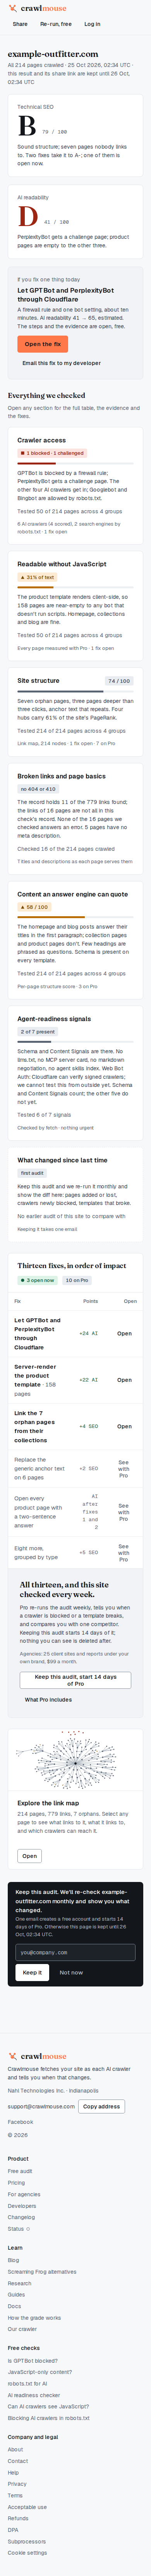 crawlmouse
Share Re-run, free Log in
example-outfitter.com
All 214 pages crawled · 25 Oct 2026, 02:34 UTC · this result and its share link are kept until 26 Oct, 02:34 UTC
Technical SEO
B 79 / 100
Sound structure; seven pages nobody links to. Two fixes take it to A-; one of them is open now.
AI readability
D 41 / 100
PerplexityBot gets a challenge page; product pages are empty to the other three.
If you fix one thing today
Let GPTBot and PerplexityBot through Cloudflare
A firewall rule and one bot setting, about ten minutes. AI readability 41 → 65, estimated. The steps and the evidence are open, free.
Open the fix
Email this fix to my developer
Everything we checked
Open any section for the full table, the evidence and the fixes.
Crawler access
1 blocked · 1 challenged
GPTBot is blocked by a firewall rule; PerplexityBot gets a challenge page. The other four AI crawlers get in; Googlebot and Bingbot are allowed by robots.txt.
Tested 50 of 214 pages across 4 groups
6 AI crawlers (4 scored), 2 search engines by robots.txt · 1 fix open
Readable without JavaScript
31% of text
The product template renders client-side, so 158 pages are near-empty to any bot that doesn't run scripts. Homepage, collections and blog are fine.
Tested 50 of 214 pages across 4 groups
Every page measured with Pro · 1 fix open
Site structure 74 / 100
Seven orphan pages, three pages deeper than three clicks, anchor text that repeats. Four hubs carry 61% of the site's PageRank.
Tested 214 of 214 pages across 4 groups
Link map, 214 nodes · 1 fix open · 7 on Pro
Broken links and page basics
no 404 or 410
The record holds 11 of the 779 links found; the links of 16 pages are not all in this check's record. None of the 16 pages we checked answers an error. 5 pages have no meta description.
Checked 16 of the 214 pages crawled
Titles and descriptions as each page serves them
Content an answer engine can quote
58 / 100
The homepage and blog posts answer their titles in the first paragraph; collection pages and product pages don't. Few headings are phrased as questions. Schema is present on every template.
Tested 214 of 214 pages across 4 groups
Per-page structure score · 3 on Pro
Agent-readiness signals
2 of 7 present
Schema and Content Signals are there. No llms.txt, no MCP server card, no markdown negotiation, no agent skills index. Web Bot Auth: Cloudflare can verify signed crawlers; we cannot test this from outside yet. Schema and Content Signals count; the other five do not yet.
Tested 6 of 7 signals
Checked by fetch · nothing urgent
What changed since last time
first audit
Keep this audit and we re-run it monthly and show the diff here: pages added or lost, crawlers newly blocked, templates that broke.
No earlier audit of this site to compare with
Keeping it takes one email.
Thirteen fixes, in order of impact
3 open now 10 on Pro
Fix Points Open
Let GPTBot and PerplexityBot through Cloudflare +24 AI Open
Server-render the product template · 158 pages +22 AI Open
Link the 7 orphan pages from their collections +4 SEO Open
Replace the generic anchor text on 6 pages +2 SEO See with Pro
Open every product page with a two-sentence answer AI after fixes 1 and 2 See with Pro
Eight more, grouped by type +5 SEO See with Pro
All thirteen, and this site checked every week.
Pro re-runs the audit weekly, tells you when a crawler is blocked or a template breaks, and compares you with one competitor. Keeping this audit starts 14 days of it; nothing you can see is deleted after.
Agencies: 25 client sites and reports under your own brand, $99 a month.
Keep this audit, start 14 days of Pro
What Pro includes
Explore the link map
214 pages, 779 links, 7 orphans. Select any page to see what links to it, what it links to, and which crawlers can reach it.
Open
Keep this audit. We'll re-check example-outfitter.com monthly and show you what changed.
One email creates a free account and starts 14 days of Pro. Otherwise this page is kept until 26 Oct, 02:34 UTC.
you@company.com
Keep it Not now
crawlmouse
Crawlmouse fetches your site as each AI crawler and tells you when that changes.
Nahi Technologies Inc. · Indianapolis
support@crawlmouse.com Copy address
Facebook
© 2026
Product
Free audit
Pricing
For agencies
Developers
Changelog
Status
Learn
Blog
Screaming Frog alternatives
Research
Guides
Docs
How the grade works
Our crawler
Free checks
Is GPTBot blocked?
JavaScript-only content?
robots.txt for AI
AI readiness checker
Can AI crawlers see JavaScript?
Blocking AI crawlers in robots.txt
Company and legal
About
Contact
Help
Privacy
Terms
Acceptable use
Refunds
DPA
Subprocessors
Cookie settings